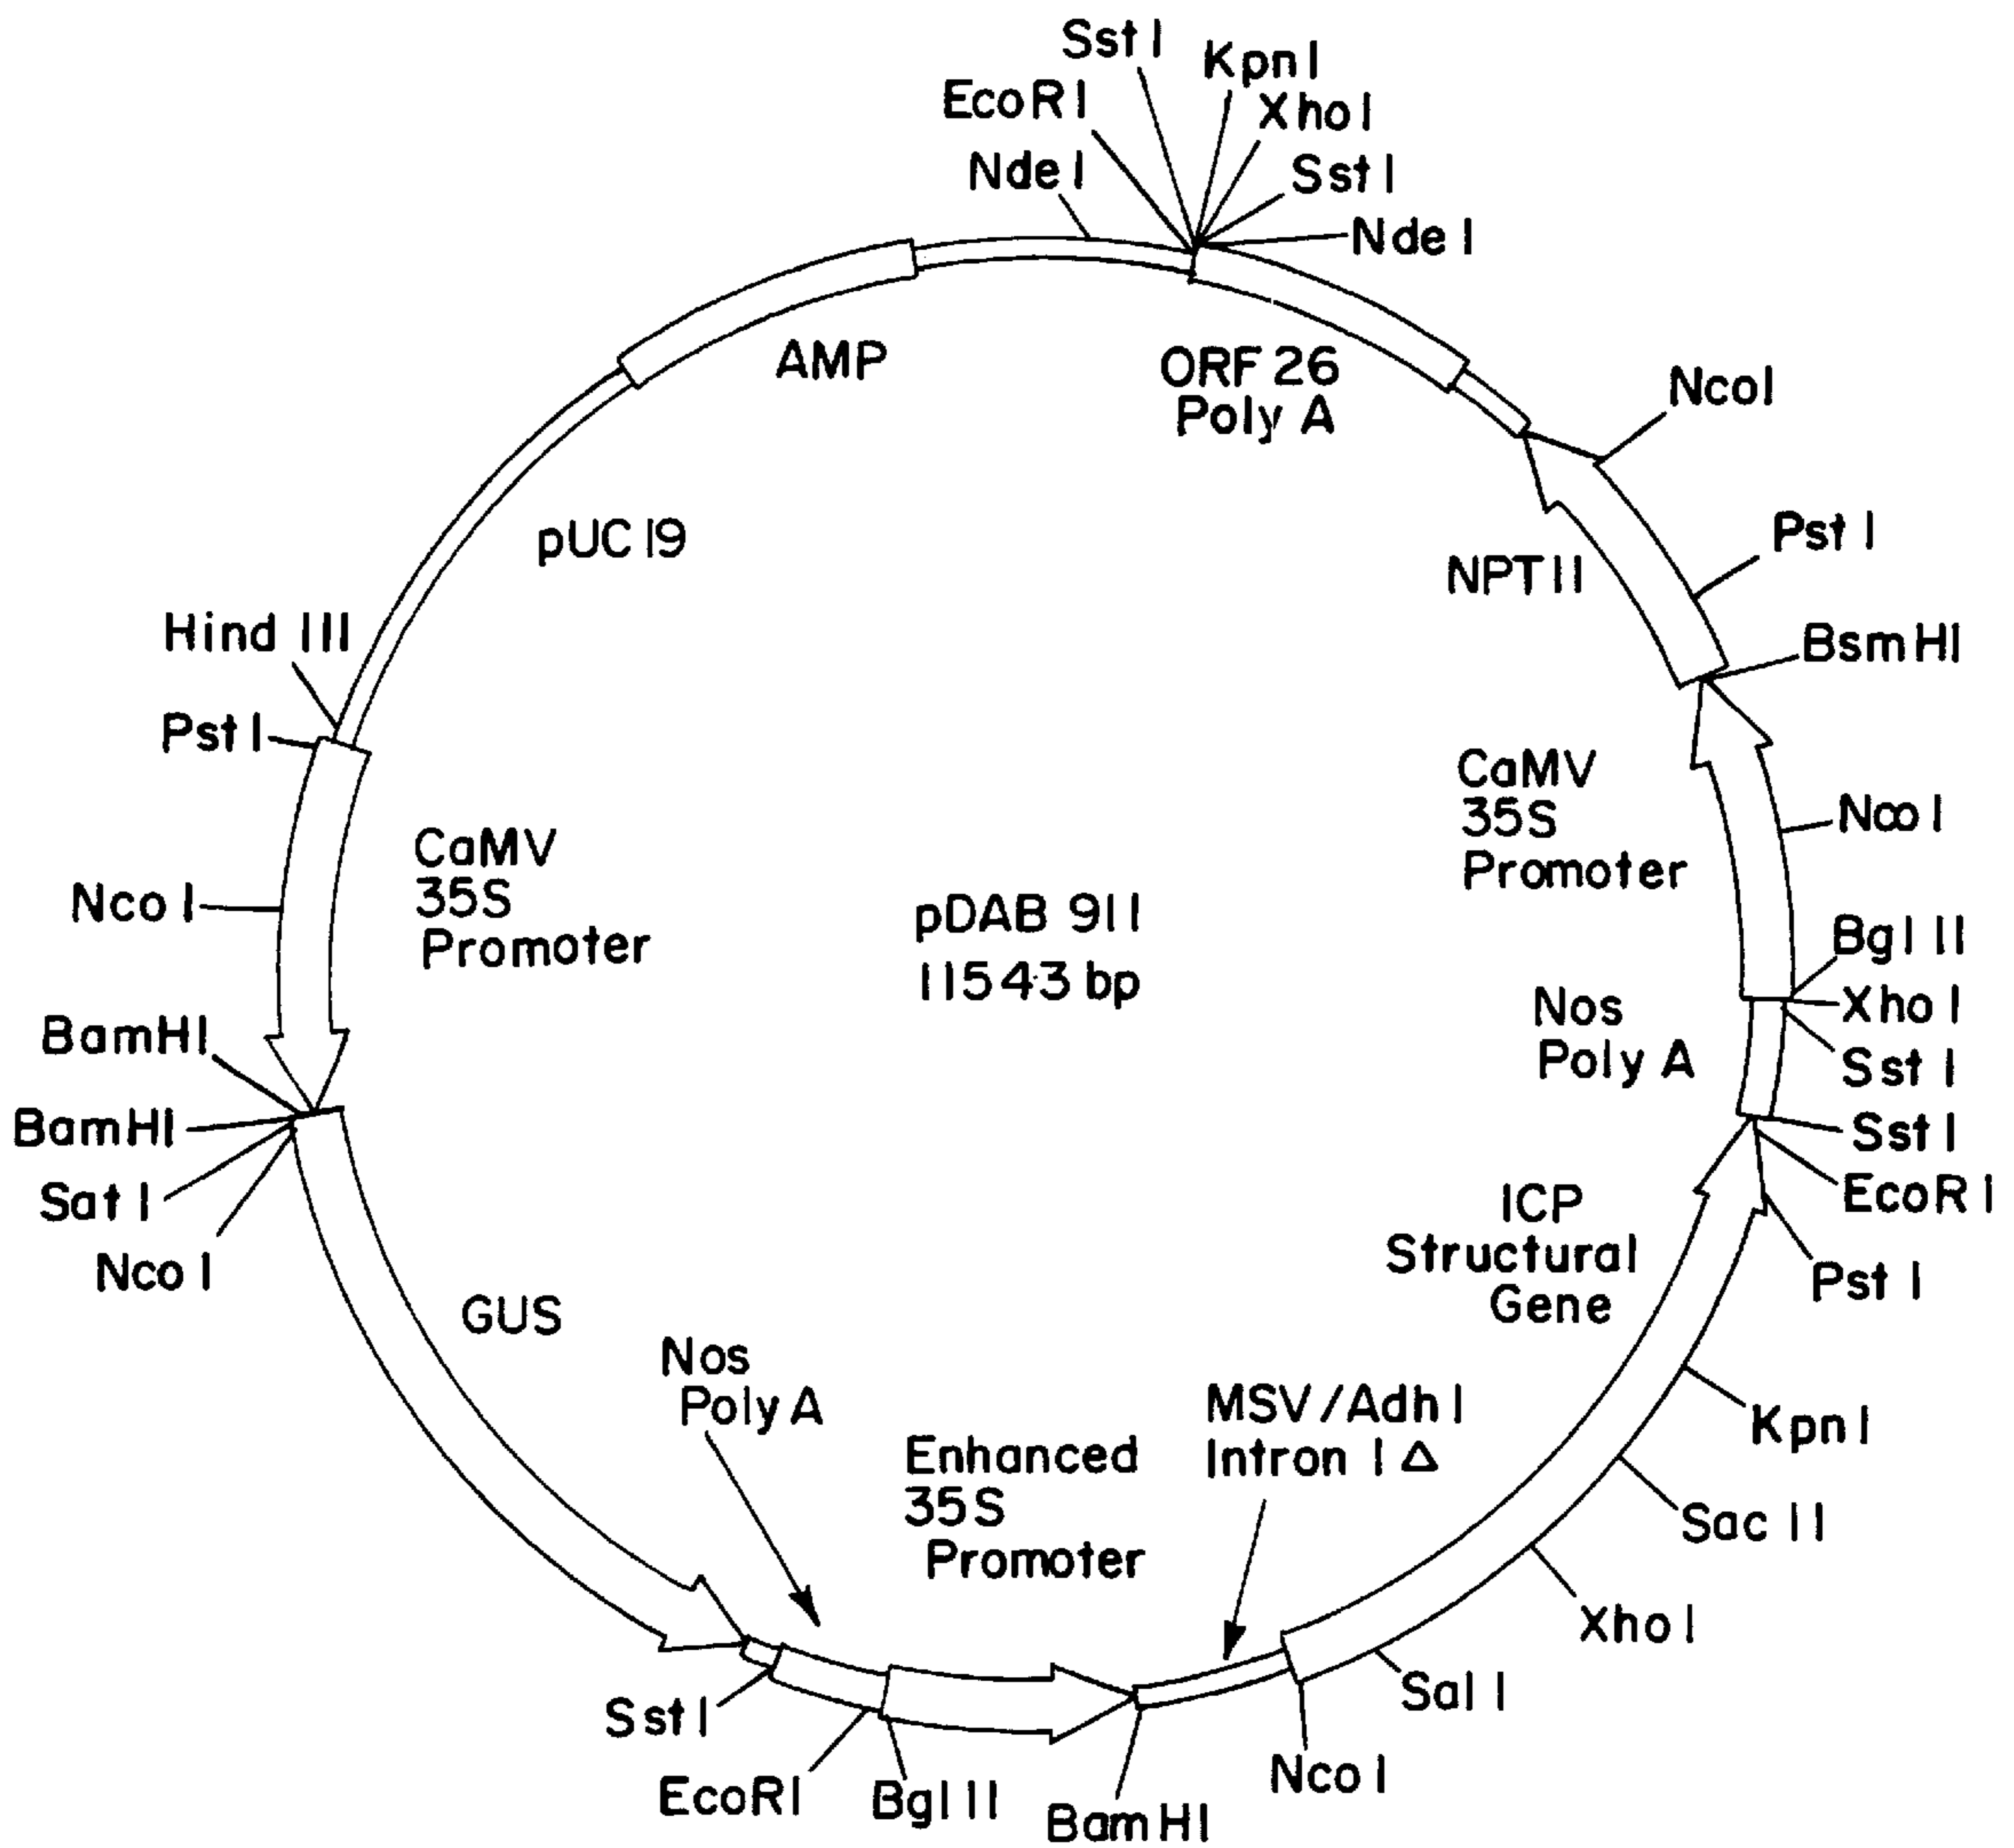 Sst I
Kpn I
EcoR I
Xho I
Nde I
Sst I
Nde I
AMP
ORF 26
Poly A
Nco I
pUC 19
Pst I
NPT II
Hind III
BsmHI
Pst I
CaMV
35S
Promoter
Nco I
CaMV
35S
Promoter
Nco I
pDAB 911
11543 bp
Bgl II
Xho I
Nos
Poly A
Sst I
BamHI
BamHI
Sst I
Sat I
EcoR I
Nco I
ICP
Structural
Gene
Pst I
GUS
Nos
Poly A
MSV/Adh I
Intron I Δ
Kpn I
Enhanced
35S
Promoter
Sac II
Xho I
Sal I
Sst I
Nco I
EcoRI
Bgl II
BamHI